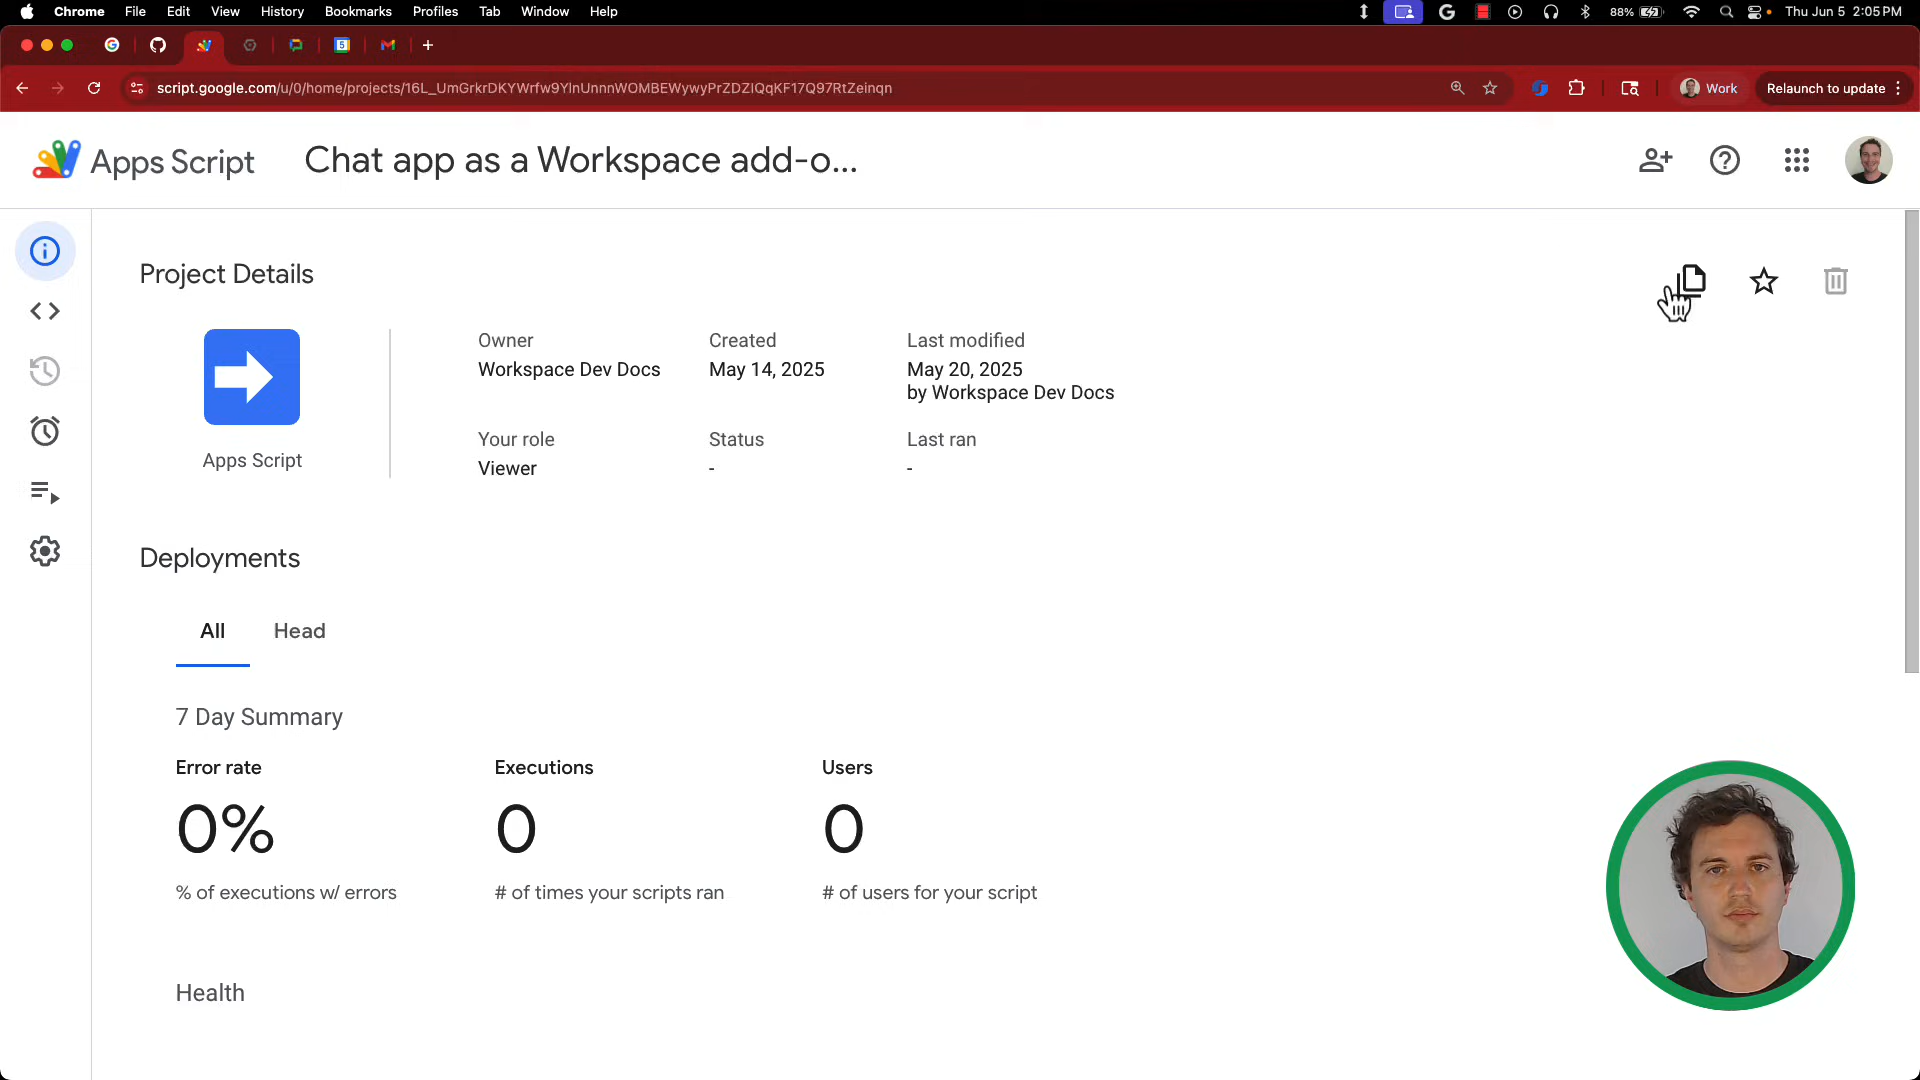 Chrome File Edit View History Bookmarks Profiles Tab Window Help 88% Thu Jun 5 2:05 PM
5
script.google.com/u/0/home/projects/16L_UmGrkrDKYWrfw9YlnUnnnWOMBEWywyPrZDZIQqKF17Q97RtZeinqn Work Relaunch to update
Apps Script Chat app as a Workspace add-o...
Project Details
Owner Created Last modified
Workspace Dev Docs May 14, 2025 May 20, 2025
by Workspace Dev Docs
Your role Status Last ran
Apps Script Viewer - -
Deployments
All Head
7 Day Summary
Error rate Executions Users
0% 0 0
% of executions w/ errors # of times your scripts ran # of users for your script
Health